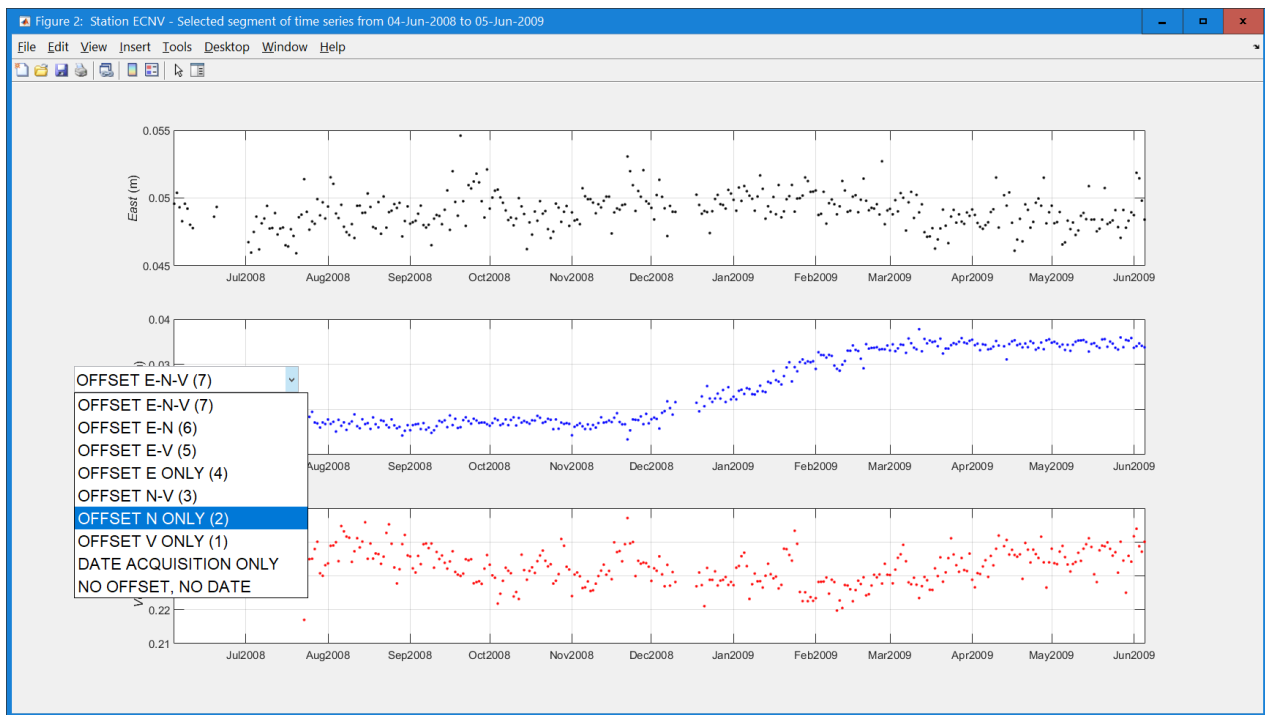 Figure 2: Station ECNV - Selected segment of time series from 04-Jun-2008 to 05-Jun-2009
File Edit View Insert Tools Desktop Window Help
0.055
0.05
0.045
East (m)
Jul2008 Aug2008 Sep2008 Oct2008 Nov2008 Dec2008 Jan2009 Feb2009 Mar2009 Apr2009 May2009 Jun2009
0.04
0.03
OFFSET E-N-V (7)
OFFSET E-N-V (7)
OFFSET E-N (6)
OFFSET E-V (5)
OFFSET E ONLY (4)
OFFSET N-V (3)
OFFSET N ONLY (2)
OFFSET V ONLY (1)
DATE ACQUISITION ONLY
NO OFFSET, NO DATE
Aug2008 Sep2008 Oct2008 Nov2008 Dec2008 Jan2009 Feb2009 Mar2009 Apr2009 May2009 Jun2009
0.22
0.21
Jul2008 Aug2008 Sep2008 Oct2008 Nov2008 Dec2008 Jan2009 Feb2009 Mar2009 Apr2009 May2009 Jun2009